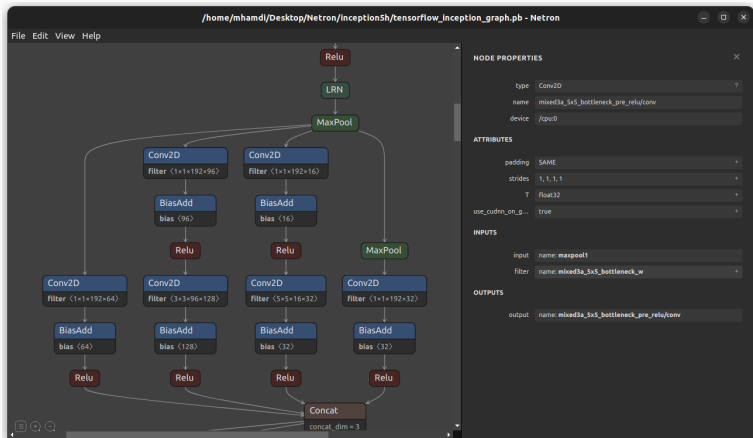 /home/mhamdi/Desktop/Netron/inception5h/tensorflow_inception_graph.pb - Netron
File Edit View Help
Relu
LRN
MaxPool
Conv2D
filter ⟨1×1×192×96⟩
Conv2D
filter ⟨1×1×192×16⟩
BiasAdd
bias ⟨96⟩
BiasAdd
bias ⟨16⟩
Relu
Relu
MaxPool
Conv2D
filter ⟨1×1×192×64⟩
Conv2D
filter ⟨3×3×96×128⟩
Conv2D
filter ⟨5×5×16×32⟩
Conv2D
filter ⟨1×1×192×32⟩
BiasAdd
bias ⟨64⟩
BiasAdd
bias ⟨128⟩
BiasAdd
bias ⟨32⟩
BiasAdd
bias ⟨32⟩
Relu
Relu
Relu
Relu
Concat
concat_dim = 3
NODE PROPERTIES
type Conv2D ?
name mixed3a_5x5_bottleneck_pre_relu/conv
device /cpu:0
ATTRIBUTES
padding SAME +
strides 1, 1, 1, 1 +
T float32 +
use_cudnn_on_g... true +
INPUTS
input name: maxpool1
filter name: mixed3a_5x5_bottleneck_w +
OUTPUTS
output name: mixed3a_5x5_bottleneck_pre_relu/conv